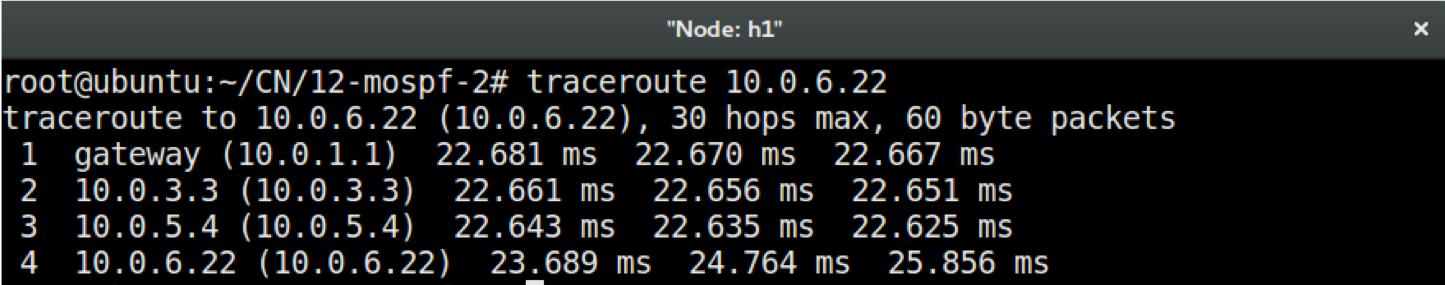 "Node: h1"
×
root@ubuntu:~/CN/12-mospf-2# traceroute 10.0.6.22
traceroute to 10.0.6.22 (10.0.6.22), 30 hops max, 60 byte packets
 1  gateway (10.0.1.1)  22.681 ms  22.670 ms  22.667 ms
 2  10.0.3.3 (10.0.3.3)  22.661 ms  22.656 ms  22.651 ms
 3  10.0.5.4 (10.0.5.4)  22.643 ms  22.635 ms  22.625 ms
 4  10.0.6.22 (10.0.6.22)  23.689 ms  24.764 ms  25.856 ms